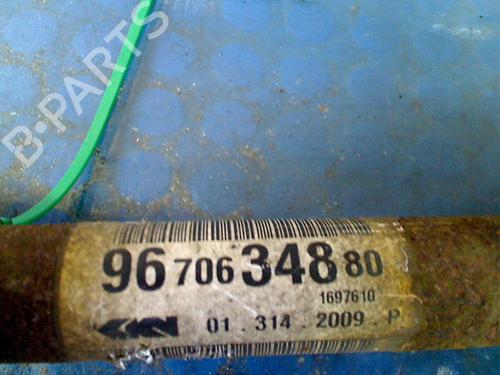 B-PARTS
96 706 348 80
1697610
GKN 01 . 314 . 2009 . P